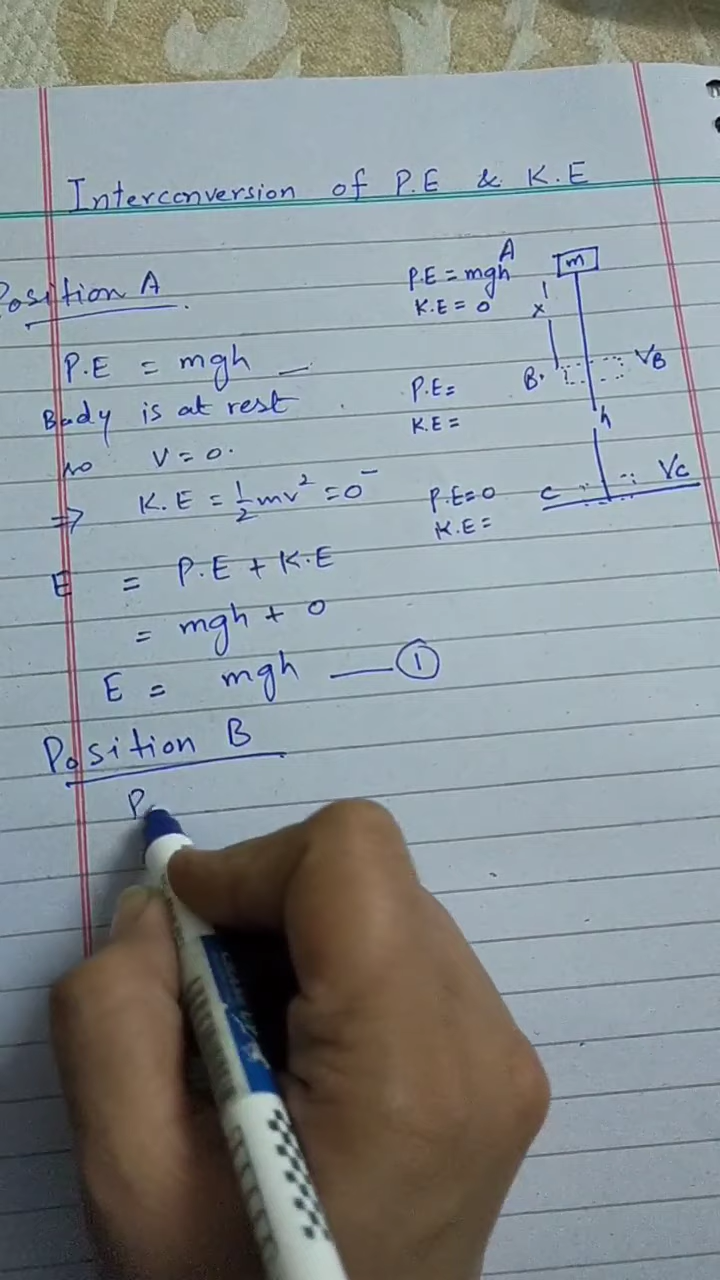 Interconversion of P.E & K.E
Position A
P.E = mgh
Body is at rest
so V = 0.
⇒ K.E = ½mv² = 0
E = P.E + K.E
= mgh + 0
E = mgh — ①
Position B
P.
A
m
P.E = mgh
K.E = 0
x
P.E =
K.E =
B.
VB
h
P.E = 0
K.E =
C
Vc